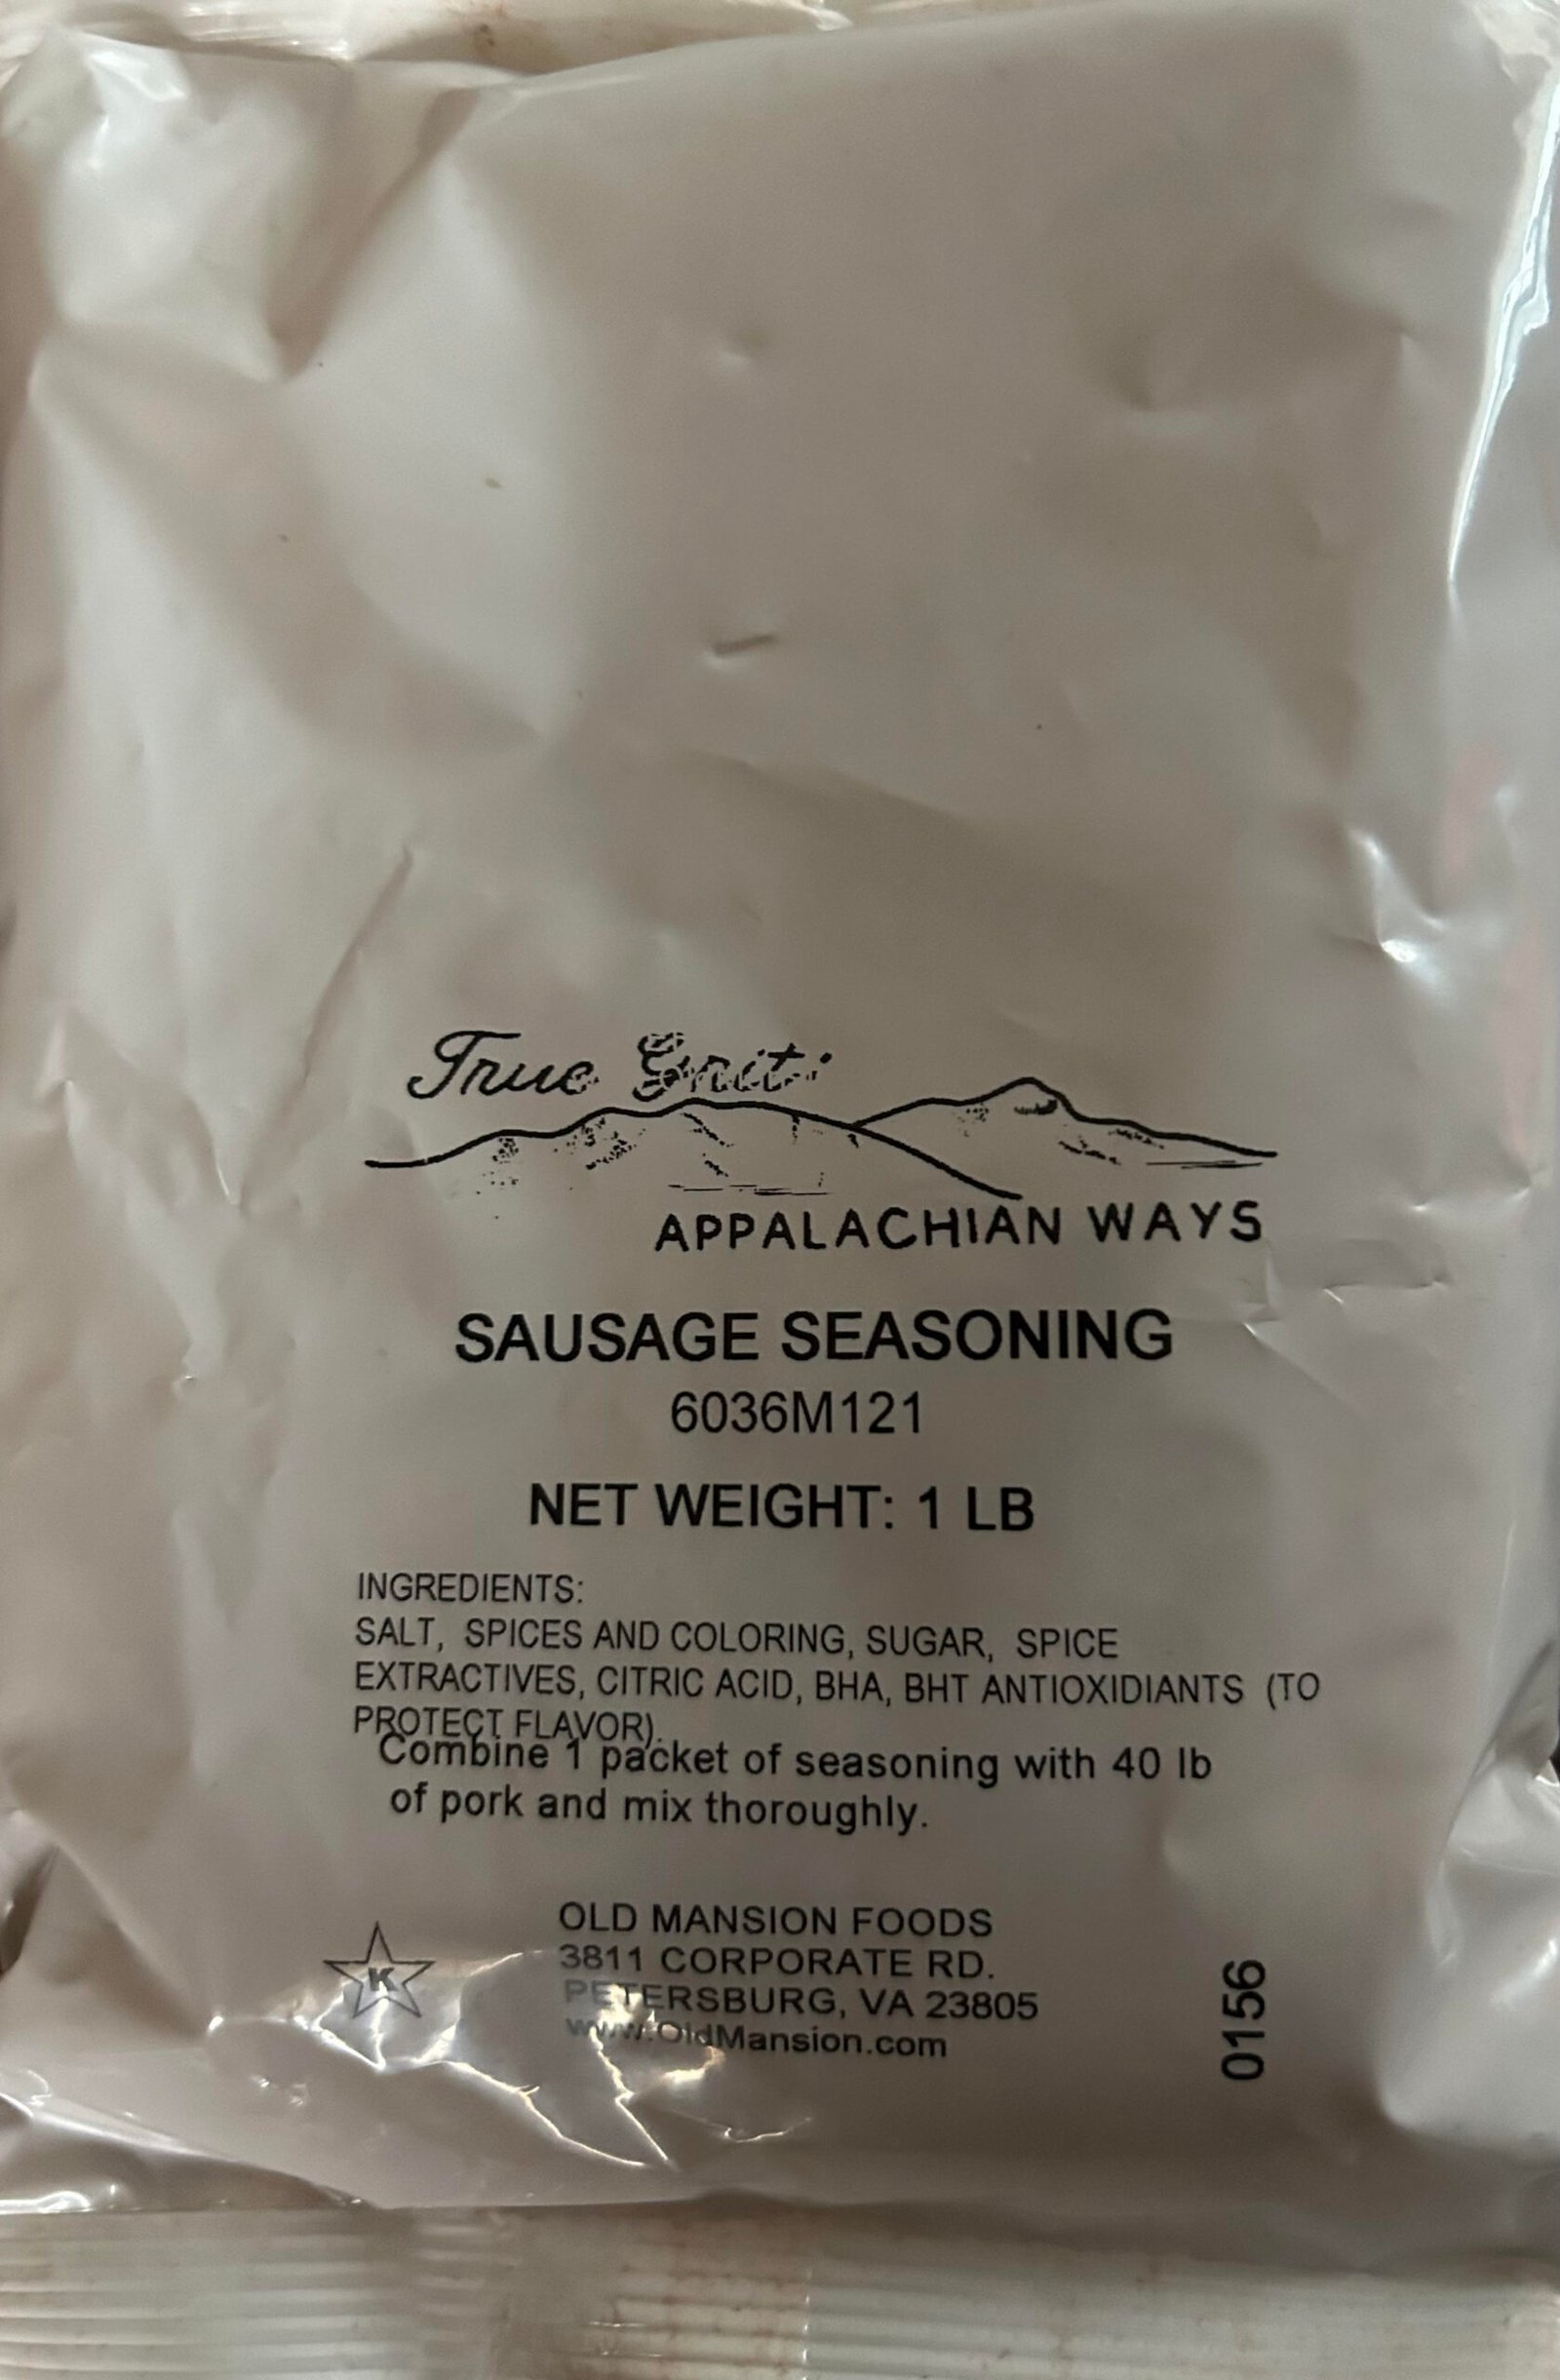 True Grit:
APPALACHIAN WAYS
SAUSAGE SEASONING
6036M121
NET WEIGHT: 1 LB
INGREDIENTS:
SALT, SPICES AND COLORING, SUGAR, SPICE
EXTRACTIVES, CITRIC ACID, BHA, BHT ANTIOXIDIANTS (TO
PROTECT FLAVOR).
Combine 1 packet of seasoning with 40 lb
of pork and mix thoroughly.
K
OLD MANSION FOODS
3811 CORPORATE RD.
PETERSBURG, VA 23805
www.OldMansion.com
0156